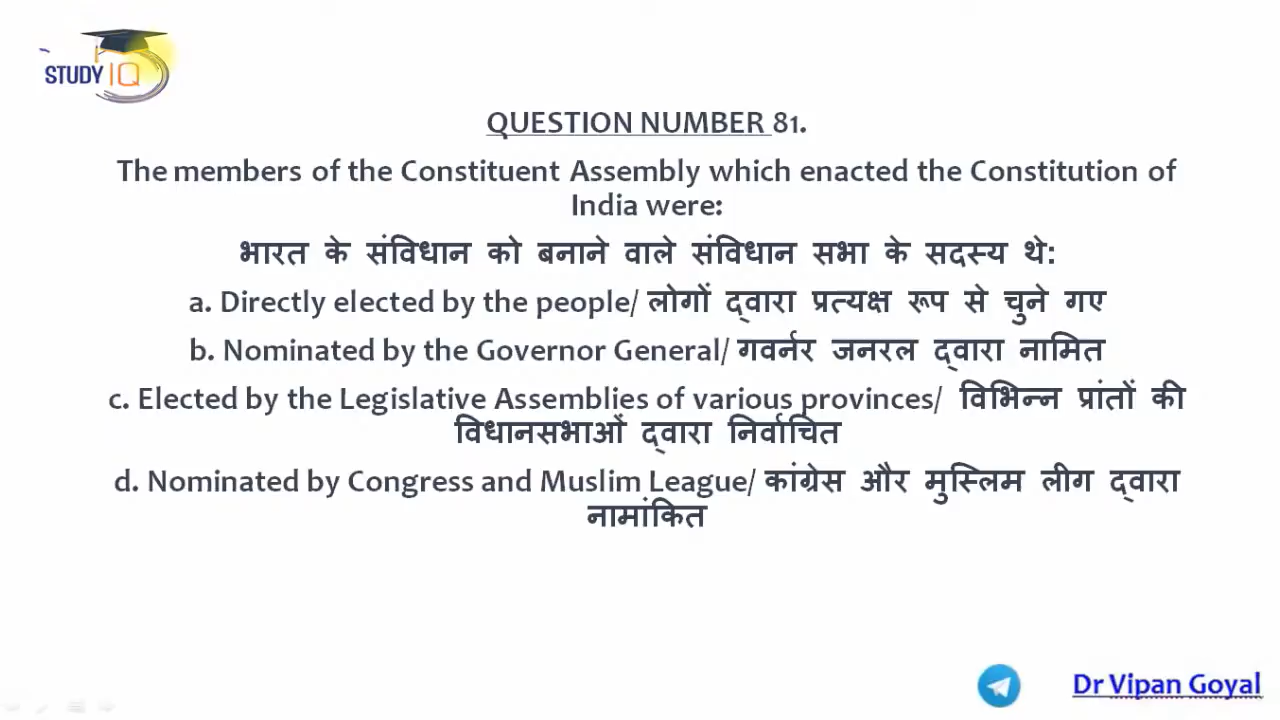 STUDY IQ
QUESTION NUMBER 81.
The members of the Constituent Assembly which enacted the Constitution of
India were:
भारत के संविधान को बनाने वाले संविधान सभा के सदस्य थे:
a. Directly elected by the people/ लोगों द्वारा प्रत्यक्ष रूप से चुने गए
b. Nominated by the Governor General/ गवर्नर जनरल द्वारा नामित
c. Elected by the Legislative Assemblies of various provinces/ विभिन्न प्रांतों की
विधानसभाओं द्वारा निर्वाचित
d. Nominated by Congress and Muslim League/ कांग्रेस और मुस्लिम लीग द्वारा
नामांकित
Dr Vipan Goyal